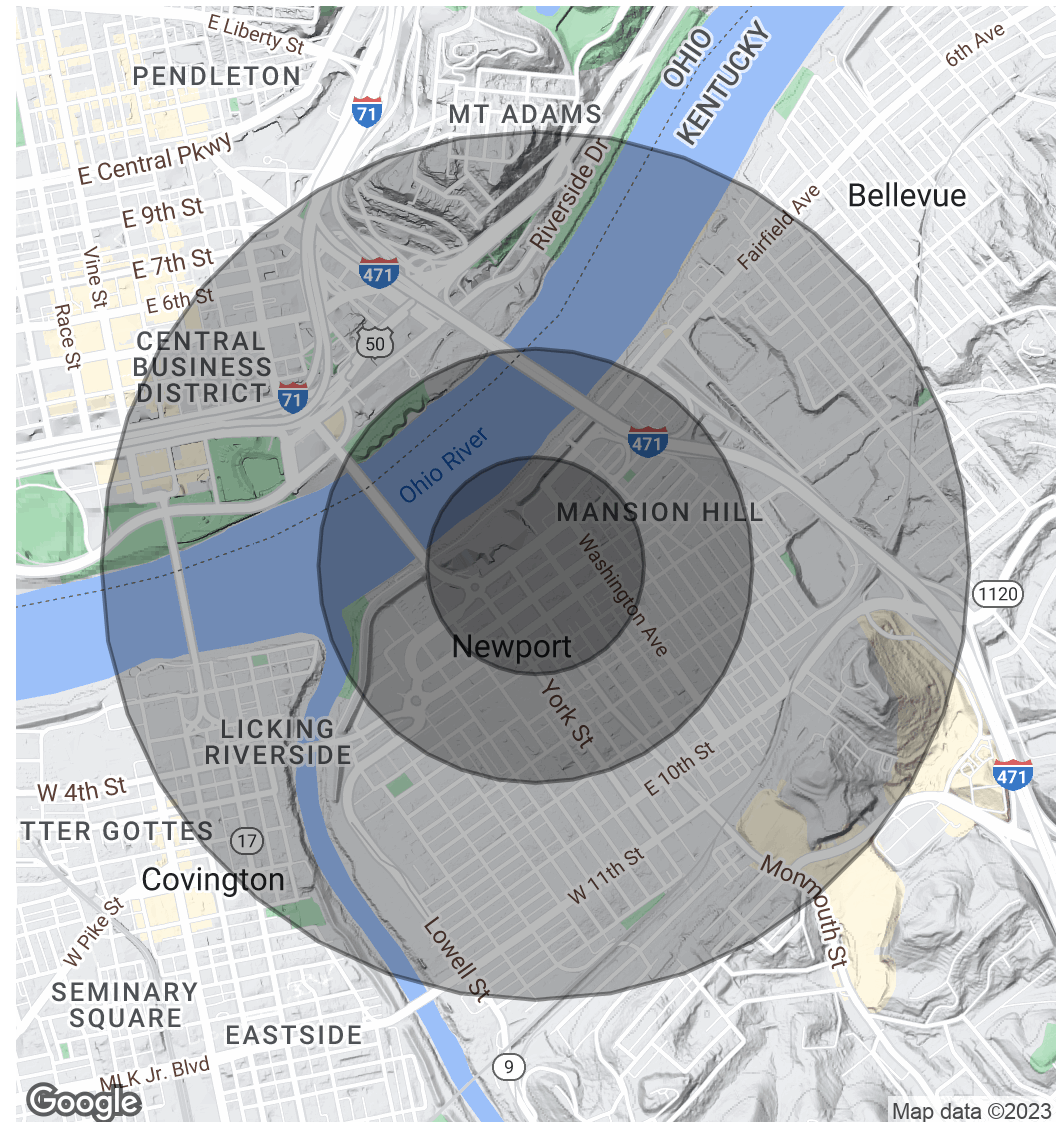 E Liberty St
PENDLETON
71
MT ADAMS
OHIO
KENTUCKY
6th Ave
E Central Pkwy
E 9th St
Riverside Dr
Bellevue
Fairfield Ave
E 7th St
Vine St
471
E 6th St
Race St
50
CENTRAL
BUSINESS
DISTRICT
71
471
Ohio River
MANSION HILL
Washington Ave
1120
Newport
York St
LICKING
RIVERSIDE
E 10th St
471
W 4th St
TTER GOTTES
17
Covington
W 11th St
Monmouth St
W Pike St
Lowell St
SEMINARY
SQUARE
EASTSIDE
MLK Jr. Blvd
9
Google
Map data ©2023